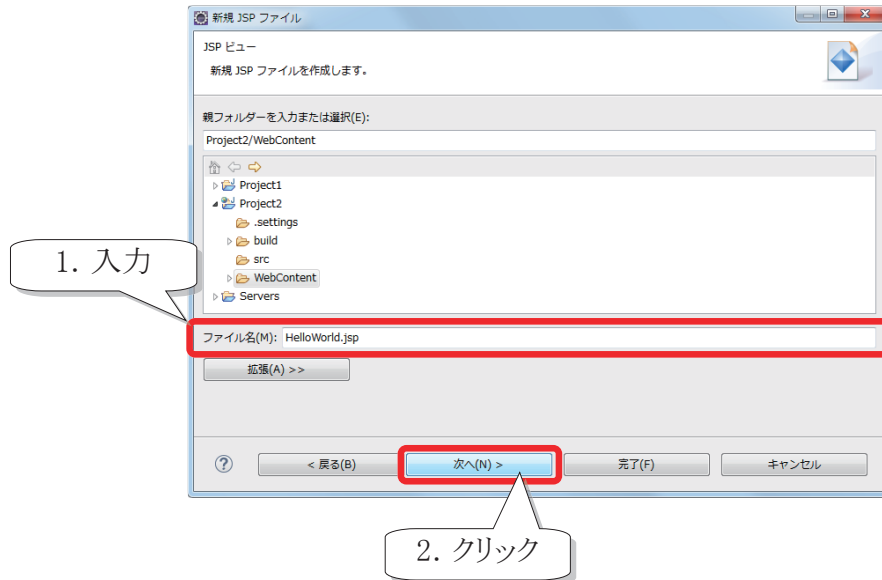 新規 JSP ファイル
JSP ビュー
新規 JSP ファイルを作成します。
親フォルダーを入力または選択(E):
Project2/WebContent
Project1
Project2
.settings
build
src
WebContent
Servers
1. 入力
ファイル名(M): HelloWorld.jsp
拡張(A) >>
? < 戻る(B) 次へ(N) > 完了(F) キャンセル
2. クリック